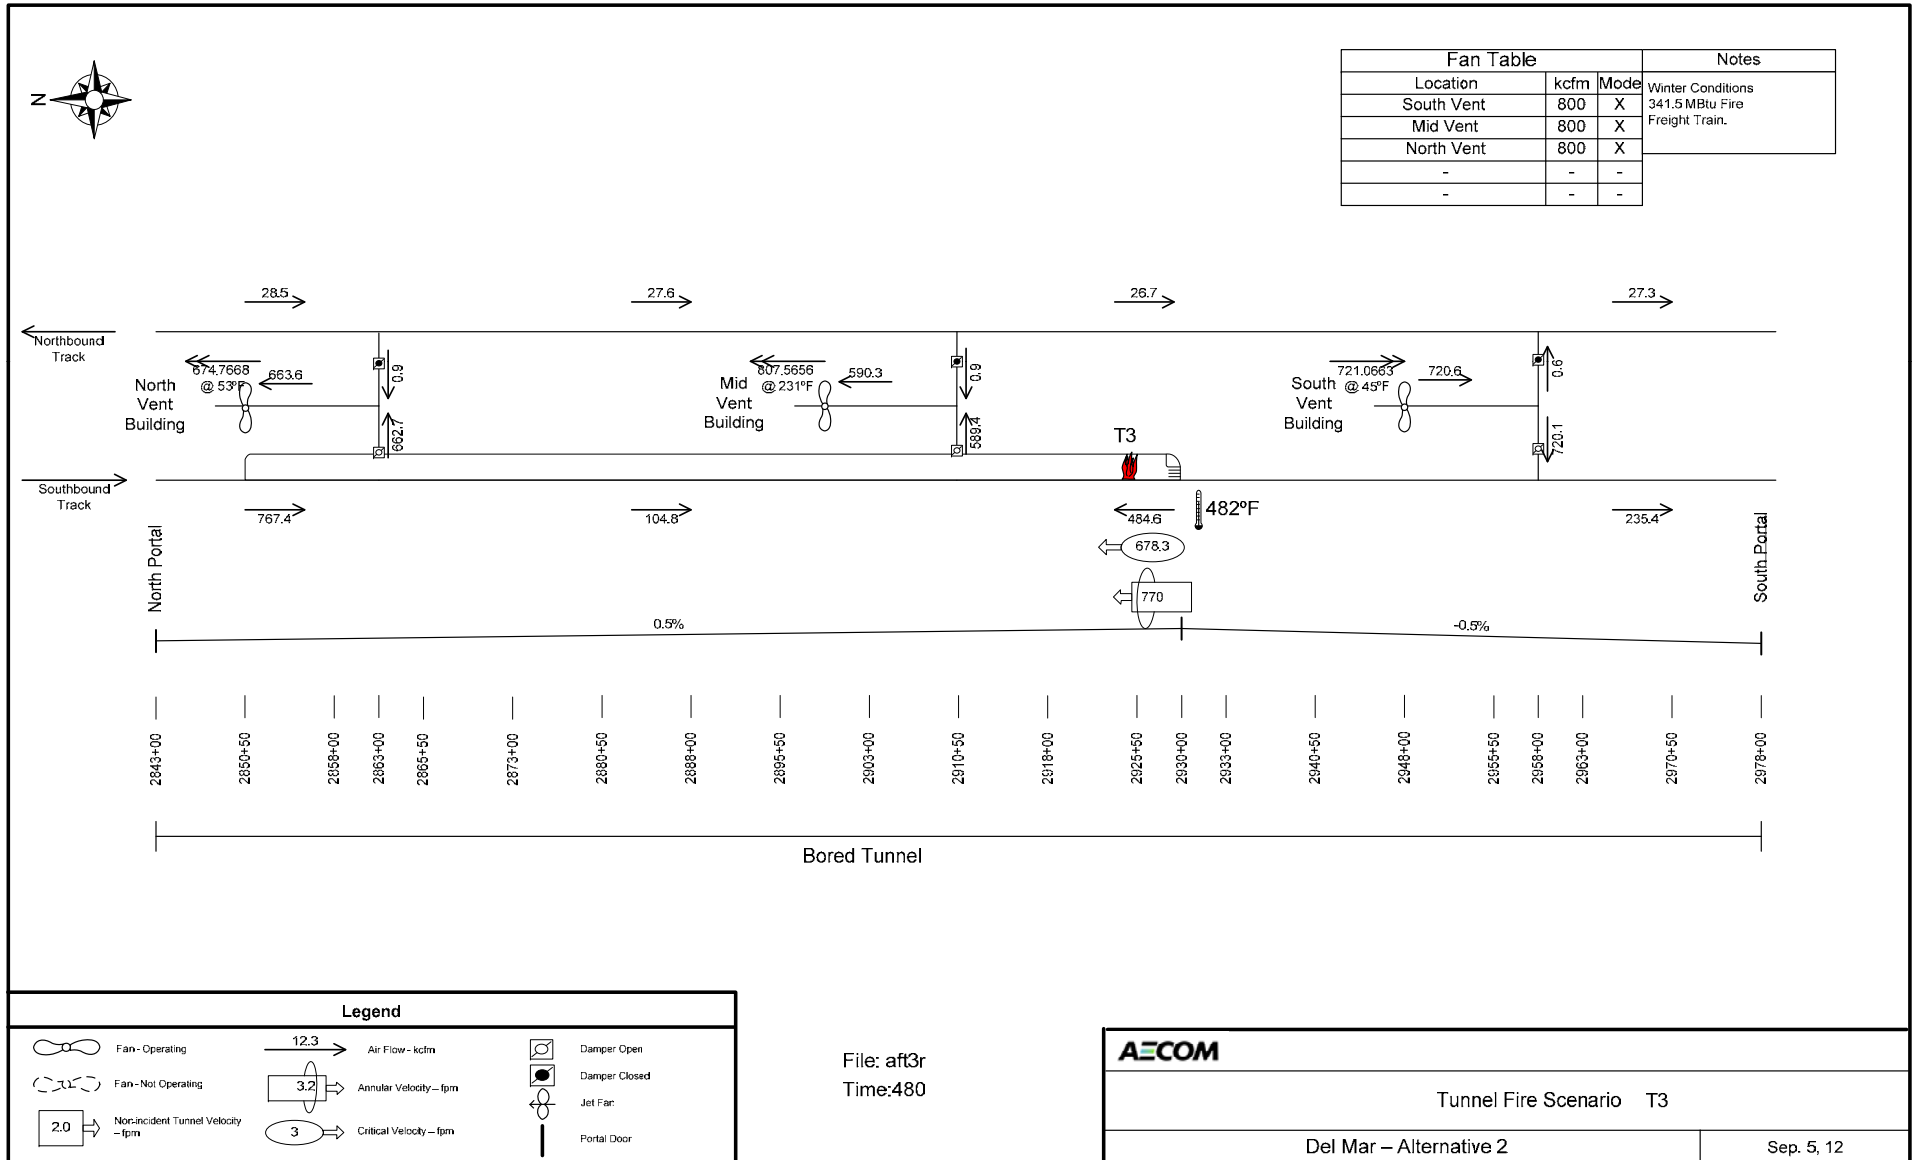 N
Fan Table
Notes
Location kcfm Mode
South Vent 800 X
Mid Vent 800 X
North Vent 800 X
- - -
- - -
Winter Conditions
341.5 MBtu Fire
Freight Train.
28.5
27.6
26.7
27.3
Northbound
Track
674.7668
@ 53ºF
663.6
0.9
North
Vent
Building
662.7
807.5656
@ 231ºF
590.3
0.9
Mid
Vent
Building
589.4
721.0663
@ 45ºF
720.6
0.6
South
Vent
Building
720.1
T3
Southbound
Track
767.4
104.8
484.6
482ºF
235.4
678.3
770
North Portal
South Portal
0.5%
-0.5%
2843+00
2850+50
2858+00
2863+00
2865+50
2873+00
2880+50
2888+00
2895+50
2903+00
2910+50
2918+00
2925+50
2930+00
2933+00
2940+50
2948+00
2955+50
2958+00
2963+00
2970+50
2978+00
Bored Tunnel
Legend
Fan - Operating
12.3
Air Flow - kcfm
Damper Open
Fan - Not Operating
3.2
Annular Velocity – fpm
Damper Closed
Jet Fan
2.0
Non-incident Tunnel Velocity
– fpm
3
Critical Velocity – fpm
Portal Door
File: aft3r
Time:480
AECOM
Tunnel Fire Scenario T3
Del Mar – Alternative 2
Sep. 5, 12